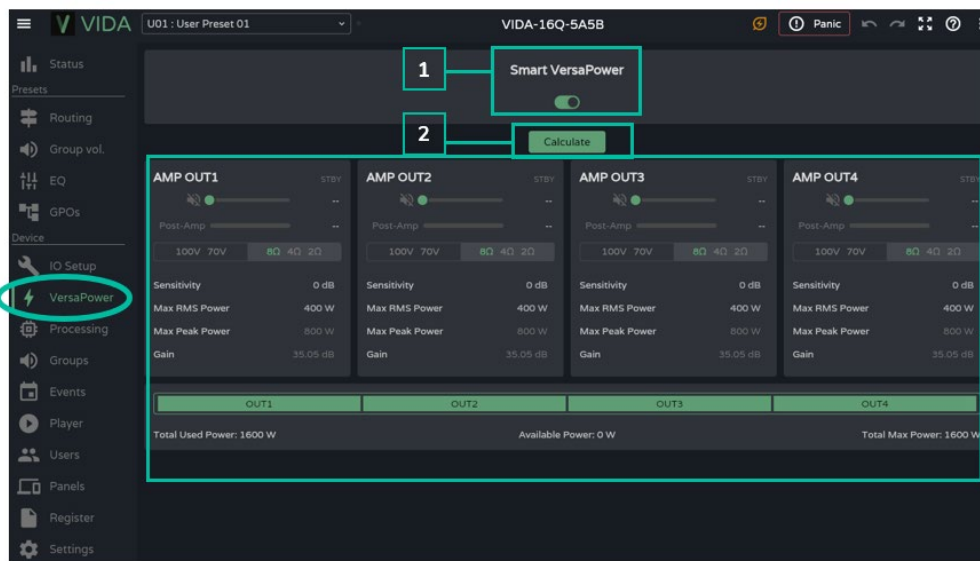 VIDA U01 : User Preset 01 VIDA-16Q-5A5B Panic
Status
Presets
Routing
Group vol.
EQ
GPOs
Device
IO Setup
VersaPower
Processing
Groups
Events
Player
Users
Panels
Register
Settings
1
Smart VersaPower
2
Calculate
AMP OUT1 STBY
--
Post-Amp --
100V 70V 8Ω 4Ω 2Ω
Sensitivity 0 dB
Max RMS Power 400 W
Max Peak Power 800 W
Gain 35.05 dB
AMP OUT2 STBY
--
Post-Amp --
100V 70V 8Ω 4Ω 2Ω
Sensitivity 0 dB
Max RMS Power 400 W
Max Peak Power 800 W
Gain 35.05 dB
AMP OUT3 STBY
--
Post-Amp --
100V 70V 8Ω 4Ω 2Ω
Sensitivity 0 dB
Max RMS Power 400 W
Max Peak Power 800 W
Gain 35.05 dB
AMP OUT4 STBY
--
Post-Amp --
100V 70V 8Ω 4Ω 2Ω
Sensitivity 0 dB
Max RMS Power 400 W
Max Peak Power 800 W
Gain 35.05 dB
OUT1 OUT2 OUT3 OUT4
Total Used Power: 1600 W Available Power: 0 W Total Max Power: 1600 W